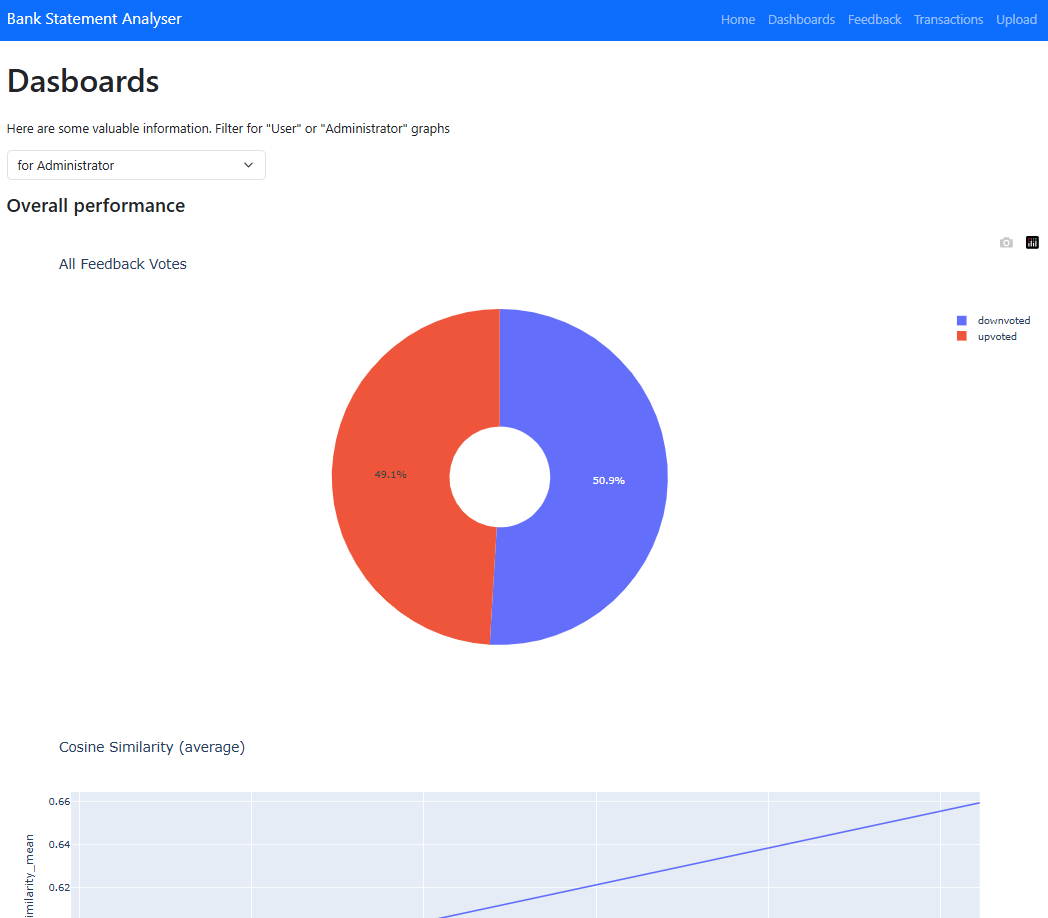 Bank Statement Analyser Home Dashboards Feedback Transactions Upload
Dasboards
Here are some valuable information. Filter for "User" or "Administrator" graphs
for Administrator
Overall performance
All Feedback Votes
downvoted
upvoted
49.1%
50.9%
Cosine Similarity (average)
0.66
0.64
0.62